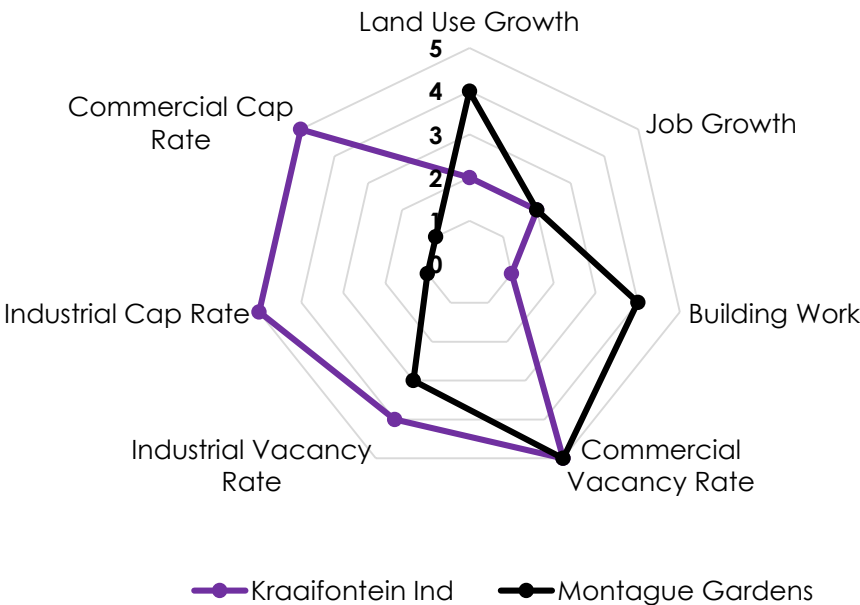 Land Use Growth
5
4
3
2
1
0
Job Growth
Building Work
Commercial
Vacancy Rate
Industrial Vacancy
Rate
Industrial Cap Rate
Commercial Cap
Rate
Kraaifontein Ind
Montague Gardens